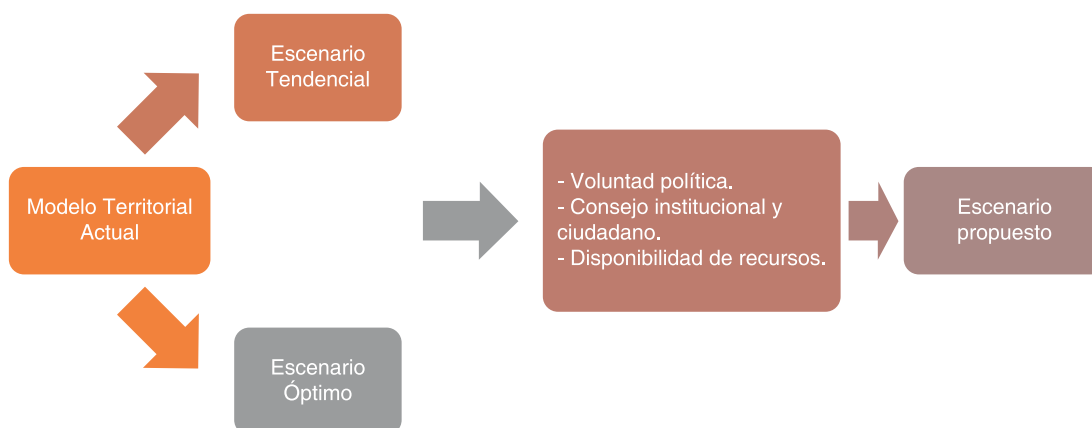 Escenario
Tendencial
Modelo Territorial
Actual
Escenario
Óptimo
- Voluntad política.
- Consejo institucional y
ciudadano.
- Disponibilidad de recursos.
Escenario
propuesto